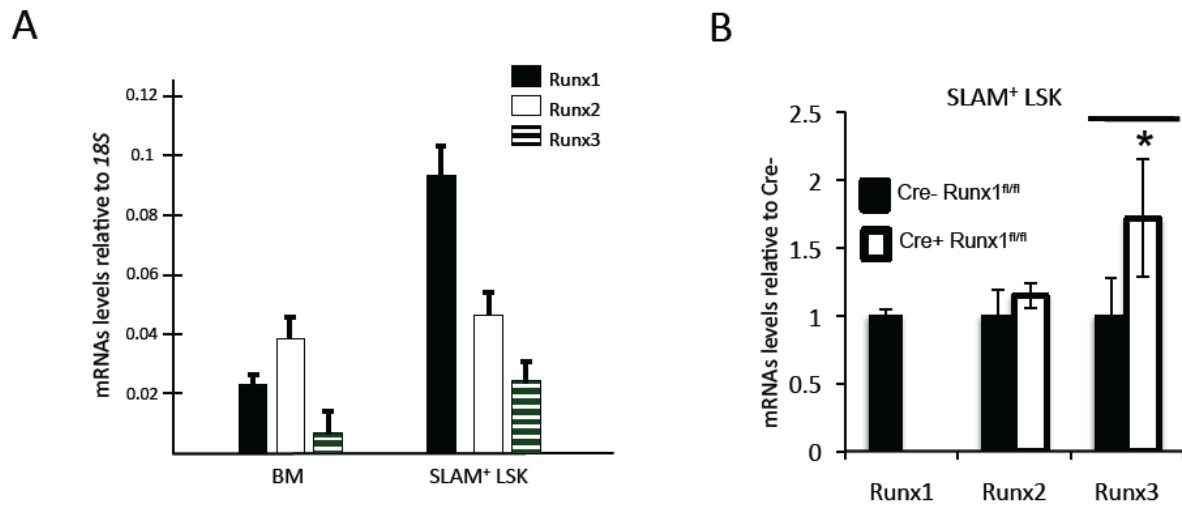 A
mRNAs levels relative to 18S
0.12
0.1
0.08
0.06
0.04
0.02
Runx1
Runx2
Runx3
BM
SLAM⁺ LSK
B
SLAM⁺ LSK
mRNAs levels relative to Cre-
2.5
2
1.5
1
0.5
0
Cre- Runx1ᶠˡ/ᶠˡ
Cre+ Runx1ᶠˡ/ᶠˡ
*
Runx1
Runx2
Runx3